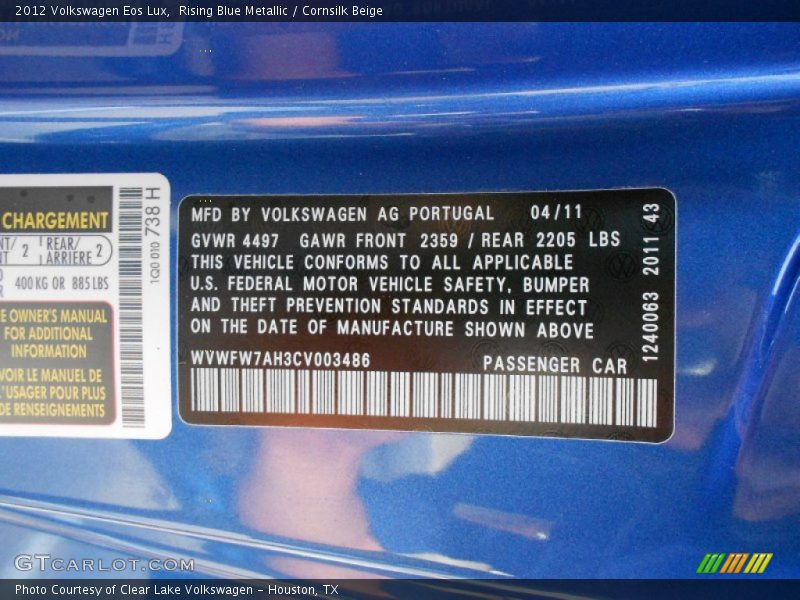 2012 Volkswagen Eos Lux, Rising Blue Metallic / Cornsilk Beige
CHARGEMENT
2
REAR/
ARRIERE 2
400 KG OR 885 LBS
OWNER'S MANUAL
FOR ADDITIONAL
INFORMATION
VOIR LE MANUEL DE
L'USAGER POUR PLUS
DE RENSEIGNEMENTS
1Q0 010 738 H
MFD BY VOLKSWAGEN AG PORTUGAL 04/11
GVWR 4497 GAWR FRONT 2359 / REAR 2205 LBS
THIS VEHICLE CONFORMS TO ALL APPLICABLE
U.S. FEDERAL MOTOR VEHICLE SAFETY, BUMPER
AND THEFT PREVENTION STANDARDS IN EFFECT
ON THE DATE OF MANUFACTURE SHOWN ABOVE
WVWFW7AH3CV003486 PASSENGER CAR
1240063 2011 43
GTCARLOT.COM
Photo Courtesy of Clear Lake Volkswagen - Houston, TX